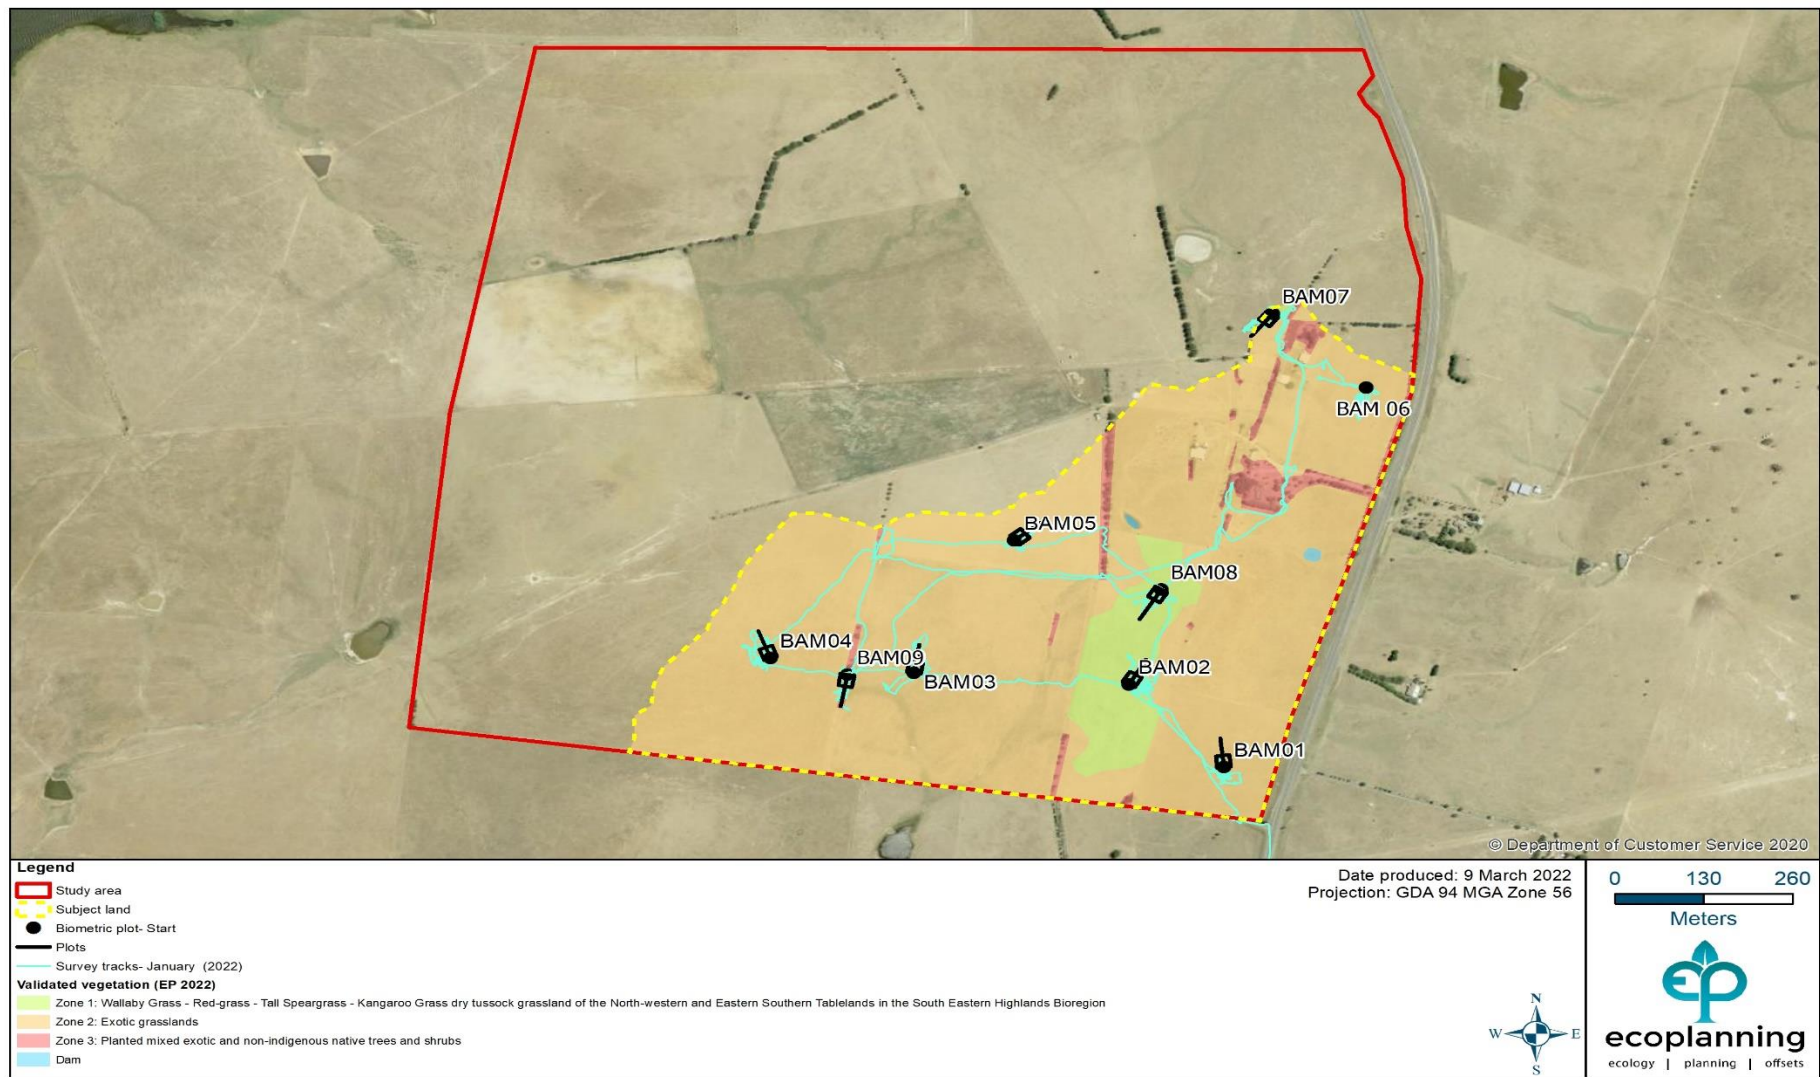 BAM07
BAM 06
BAM05
BAM08
BAM04
BAM09
BAM02
BAM03
BAM01
© Department of Customer Service 2020
Legend
Study area
Subject land
Biometric plot- Start
Plots
Survey tracks- January (2022)
Validated vegetation (EP 2022)
Zone 1: Wallaby Grass - Red-grass - Tall Speargrass - Kangaroo Grass dry tussock grassland of the North-western and Eastern Southern Tablelands in the South Eastern Highlands Bioregion
Zone 2: Exotic grasslands
Zone 3: Planted mixed exotic and non-indigenous native trees and shrubs
Dam
Date produced: 9 March 2022
Projection: GDA 94 MGA Zone 56
N
W E
S
0 130 260
Meters
ep
ecoplanning
ecology | planning | offsets